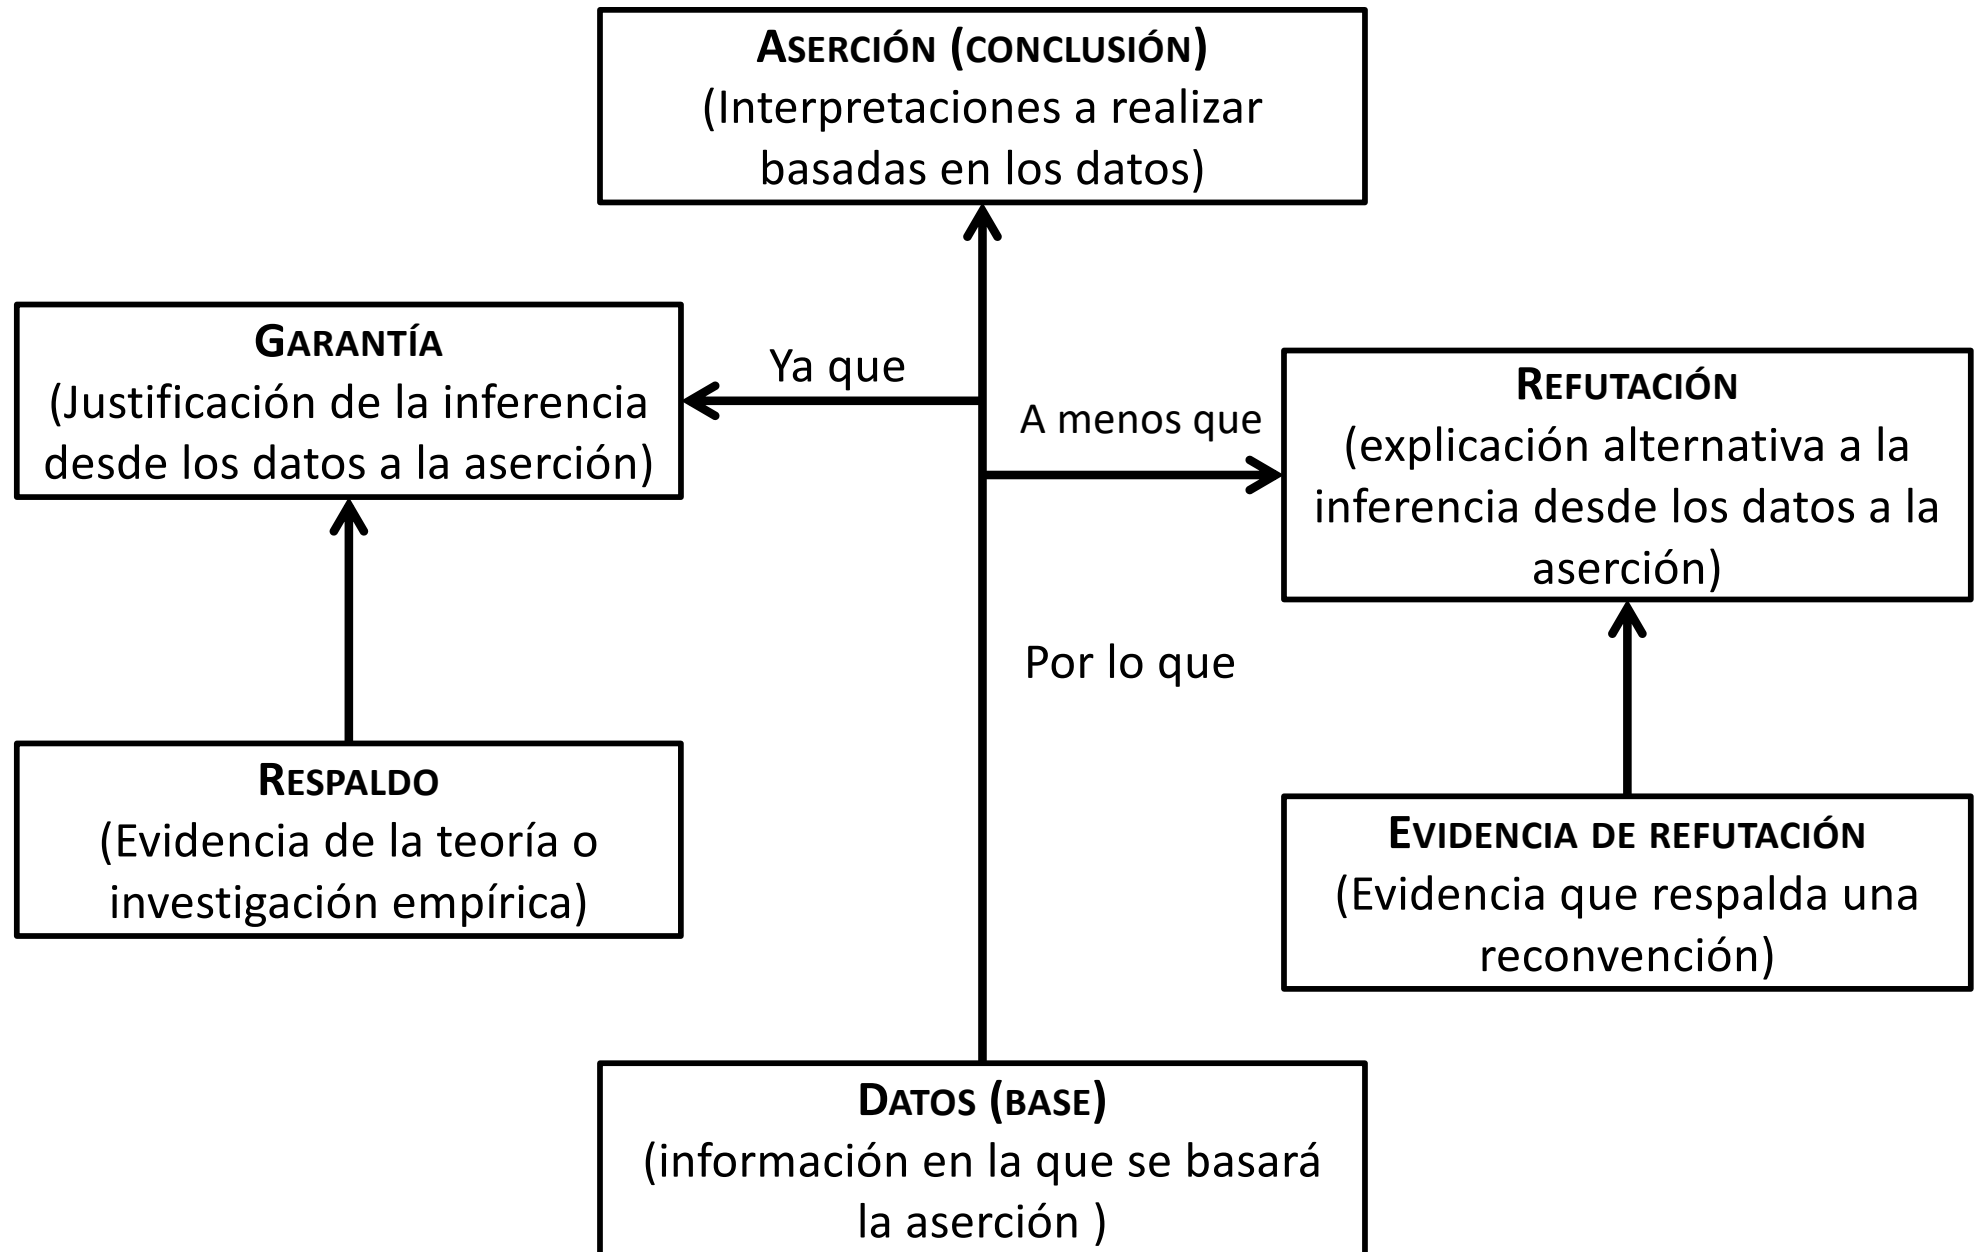 ASERCIÓN (CONCLUSIÓN)
(Interpretaciones a realizar
basadas en los datos)
GARANTÍA
(Justificación de la inferencia
desde los datos a la aserción)
Ya que
A menos que
REFUTACIÓN
(explicación alternativa a la
inferencia desde los datos a la
aserción)
Por lo que
RESPALDO
(Evidencia de la teoría o
investigación empírica)
EVIDENCIA DE REFUTACIÓN
(Evidencia que respalda una
reconvención)
DATOS (BASE)
(información en la que se basará
la aserción )